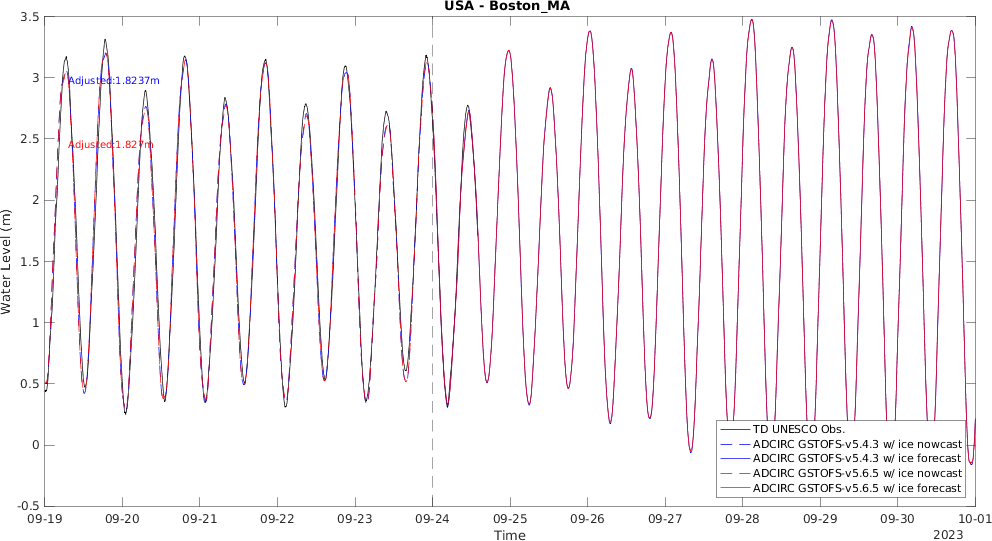 USA - Boston_MA
3.5
3
2.5
2
1.5
1
0.5
0
-0.5
Water Level (m)
Adjusted:1.8237m
Adjusted:1.827m
TD UNESCO Obs.
ADCIRC GSTOFS-v5.4.3 w/ ice nowcast
ADCIRC GSTOFS-v5.4.3 w/ ice forecast
ADCIRC GSTOFS-v5.6.5 w/ ice nowcast
ADCIRC GSTOFS-v5.6.5 w/ ice forecast
09-19 09-20 09-21 09-22 09-23 09-24 09-25 09-26 09-27 09-28 09-29 09-30 10-01
Time
2023